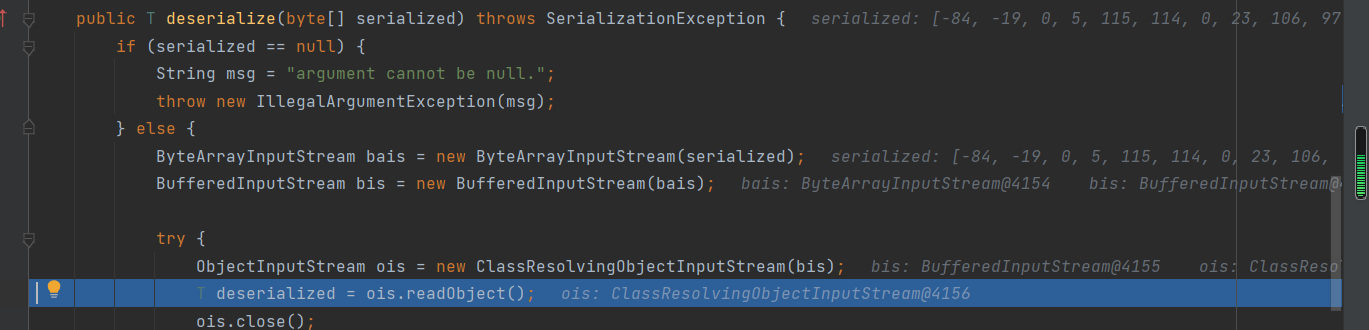 public T deserialize(byte[] serialized) throws SerializationException {   serialized: [-84, -19, 0, 5, 115, 114, 0, 23, 106, 97
if (serialized == null) {
String msg = "argument cannot be null.";
throw new IllegalArgumentException(msg);
} else {
ByteArrayInputStream bais = new ByteArrayInputStream(serialized);   serialized: [-84, -19, 0, 5, 115, 114, 0, 23, 106,
BufferedInputStream bis = new BufferedInputStream(bais);   bais: ByteArrayInputStream@4154   bis: BufferedInputStream@
try {
ObjectInputStream ois = new ClassResolvingObjectInputStream(bis);   bis: BufferedInputStream@4155   ois: ClassResol
T deserialized = ois.readObject();   ois: ClassResolvingObjectInputStream@4156
ois.close();